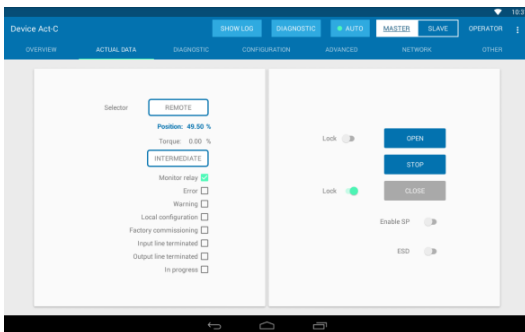 10:3
Device Act-C
SHOW LOG
DIAGNOSTIC
AUTO
MASTER
SLAVE
OPERATOR
OVERVIEW
ACTUAL DATA
DIAGNOSTIC
CONFIGURATION
ADVANCED
NETWORK
OTHER
Selector REMOTE
Position: 49.50 %
Torque: 0.00 %
INTERMEDIATE
Monitor relay
Error
Warning
Local configuration
Factory commissioning
Input line terminated
Output line terminated
In progress
Lock OPEN
STOP
Lock CLOSE
Enable SP
ESD